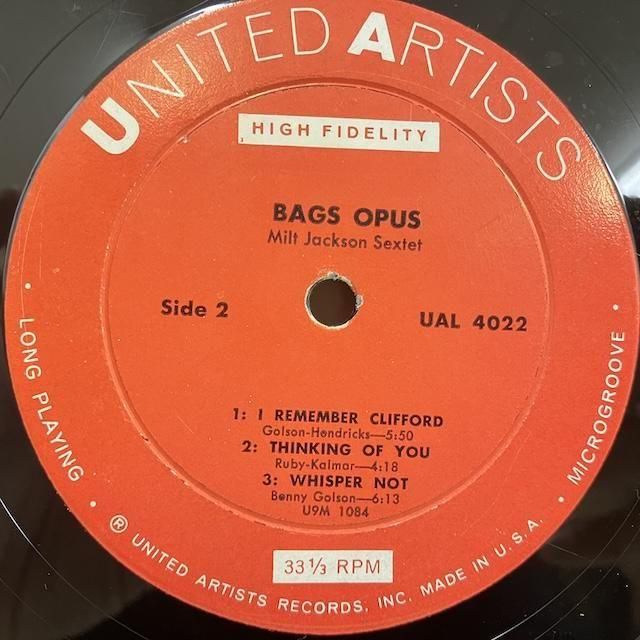 UNITED ARTISTS
HIGH FIDELITY
BAGS OPUS
Milt Jackson Sextet
Side 2
UAL 4022
1: I REMEMBER CLIFFORD
Golson-Hendricks—5:50
2: THINKING OF YOU
Ruby-Kalmar—4:18
3: WHISPER NOT
Benny Golson—6:13
U9M 1084
33 1/3 RPM
• LONG PLAYING •
Ⓡ UNITED ARTISTS RECORDS, INC. MADE IN U.S.A.
• MICROGROOVE •